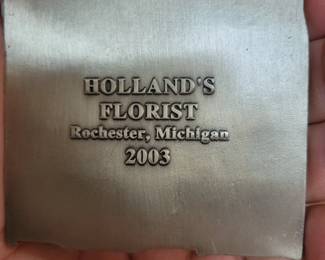 HOLLAND'S
FLORIST
Rochester, Michigan
2003